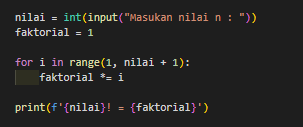 nilai = int(input("Masukan nilai n : "))
faktorial = 1
for i in range(1, nilai + 1):
    faktorial *= i
print(f'{nilai}! = {faktorial}')